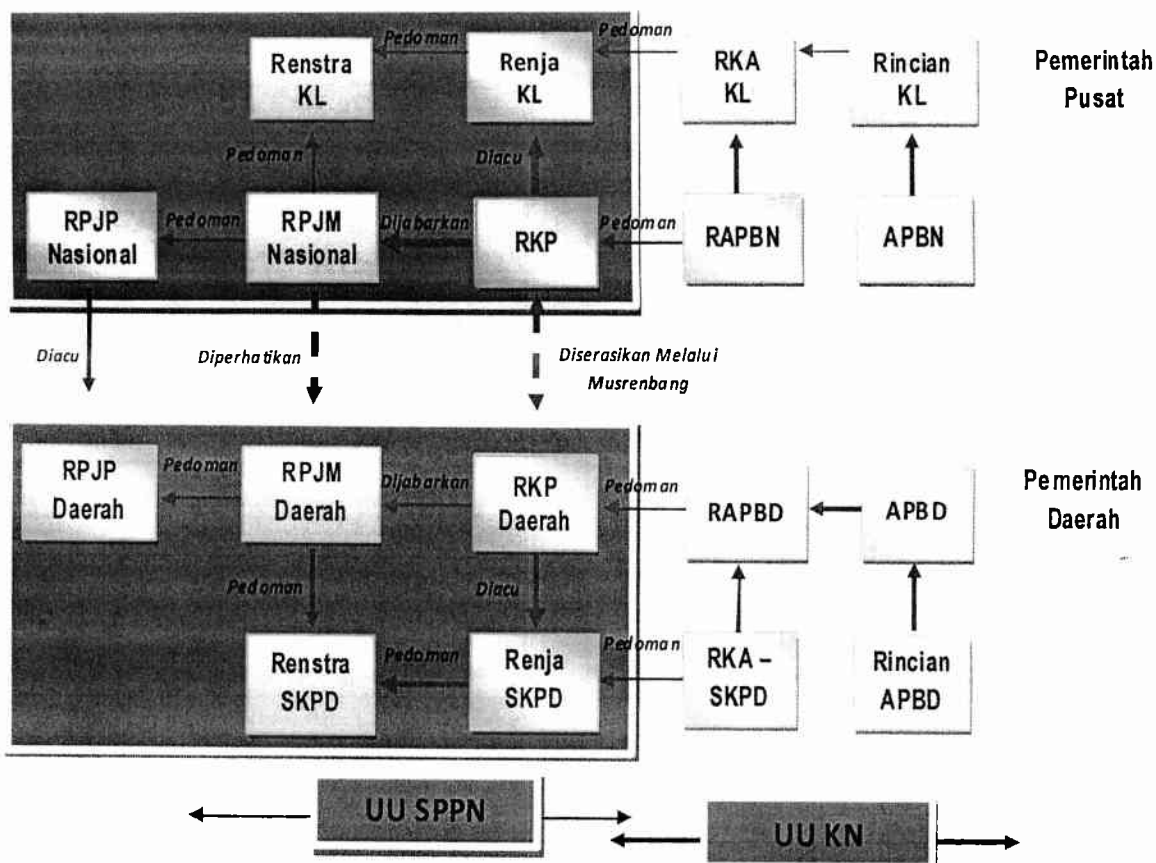 Pedoman
Pedoman
Renstra
KL
Renja
KL
RKA
KL
Rincian
KL
Pemerintah
Pusat
Pedoman
Diacu
RPJP
Nasional
Pedoman
RPJM
Nasional
Dijabarkan
RKP
Pedoman
RAPBN
APBN
Diacu
Diperhatikan
Diserasikan Melalui
Musrenbang
RPJP
Daerah
Pedoman
RPJM
Daerah
Dijabarkan
RKP
Daerah
Pedoman
RAPBD
APBD
Pemerintah
Daerah
Pedoman
Diacu
Renstra
SKPD
Pedoman
Renja
SKPD
Pedoman
RKA –
SKPD
Rincian
APBD
UU SPPN
UU KN